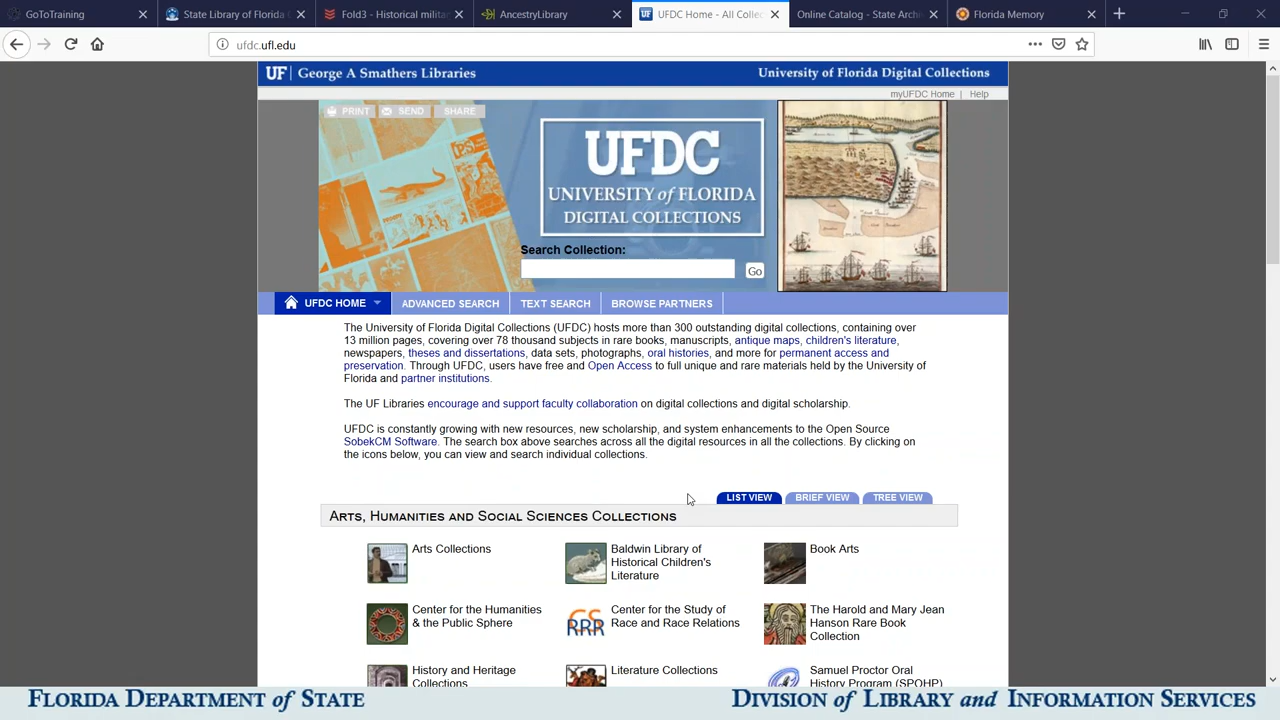 GoToTraining
State Library of Florida
Fold3 - Historical milita
AncestryLibrary
UFDC Home - All Collec
Online Catalog - State Archi
Florida Memory
ufdc.ufl.edu
UF | George A Smathers Libraries
University of Florida Digital Collections
myUFDC Home | Help
PRINT SEND SHARE
UFDC
UNIVERSITY of FLORIDA
DIGITAL COLLECTIONS
Search Collection:
Go
UFDC HOME ADVANCED SEARCH TEXT SEARCH BROWSE PARTNERS
The University of Florida Digital Collections (UFDC) hosts more than 300 outstanding digital collections, containing over
13 million pages, covering over 78 thousand subjects in rare books, manuscripts, antique maps, children's literature,
newspapers, theses and dissertations, data sets, photographs, oral histories, and more for permanent access and
preservation. Through UFDC, users have free and Open Access to full unique and rare materials held by the University of
Florida and partner institutions.
The UF Libraries encourage and support faculty collaboration on digital collections and digital scholarship.
UFDC is constantly growing with new resources, new scholarship, and system enhancements to the Open Source
SobekCM Software. The search box above searches across all the digital resources in all the collections. By clicking on
the icons below, you can view and search individual collections.
LIST VIEW BRIEF VIEW TREE VIEW
ARTS, HUMANITIES AND SOCIAL SCIENCES COLLECTIONS
Arts Collections
Baldwin Library of
Historical Children's
Literature
Book Arts
Center for the Humanities
& the Public Sphere
CS
RRR
Center for the Study of
Race and Race Relations
The Harold and Mary Jean
Hanson Rare Book
Collection
History and Heritage
Collections
Literature Collections
Samuel Proctor Oral
History Program (SPOHP)
FLORIDA DEPARTMENT of STATE
DIVISION of LIBRARY and INFORMATION SERVICES